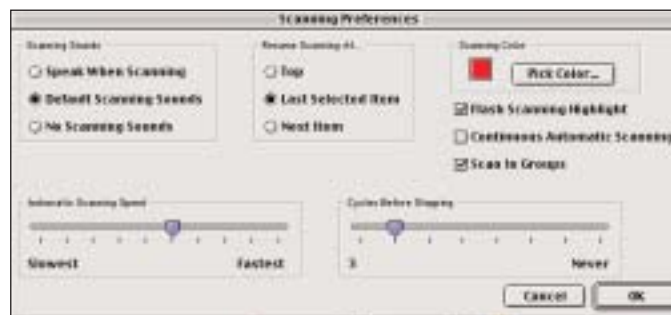 Scanning Preferences
Scanning Sounds
Speak When Scanning
Default Scanning Sounds
No Scanning Sounds
Resume Scanning At...
Top
Last Selected Item
Next Item
Scanning Color
Pick Color...
Flash Scanning Highlight
Continuous Automatic Scanning
Scan In Groups
Automatic Scanning Speed
Slowest
Fastest
Cycles Before Stopping
3
Never
Cancel
OK